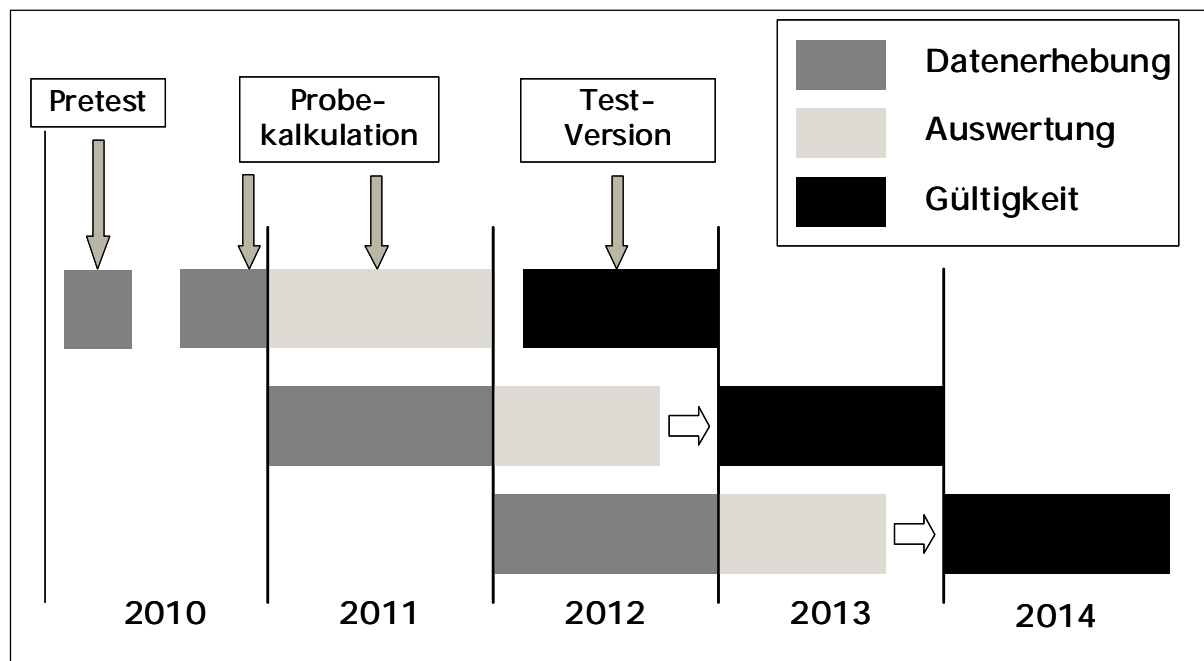 Pretest
Probe-
kalkulation
Test-
Version
Datenerhebung
Auswertung
Gültigkeit
2010
2011
2012
2013
2014